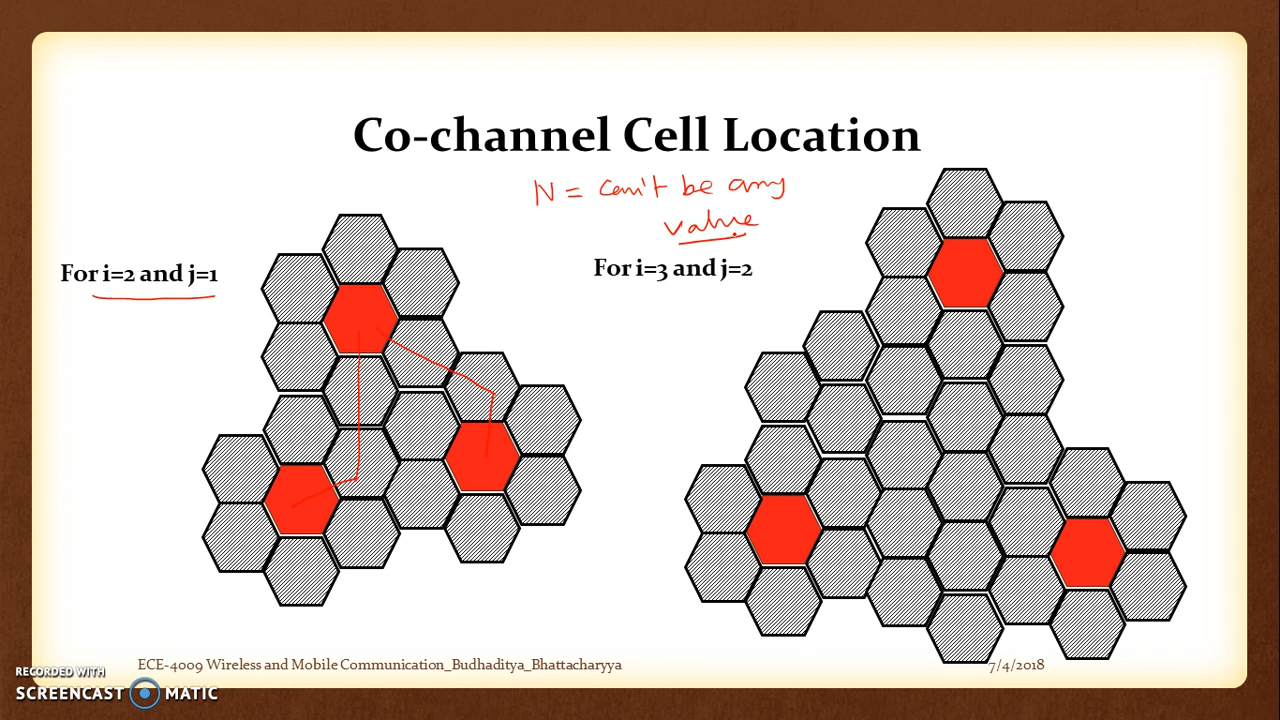 Co-channel Cell Location
N = can't be any
value
For i=2 and j=1
For i=3 and j=2
ECE-4009 Wireless and Mobile Communication_Budhaditya_Bhattacharyya
7/4/2018
RECORDED WITH
SCREENCAST MATIC